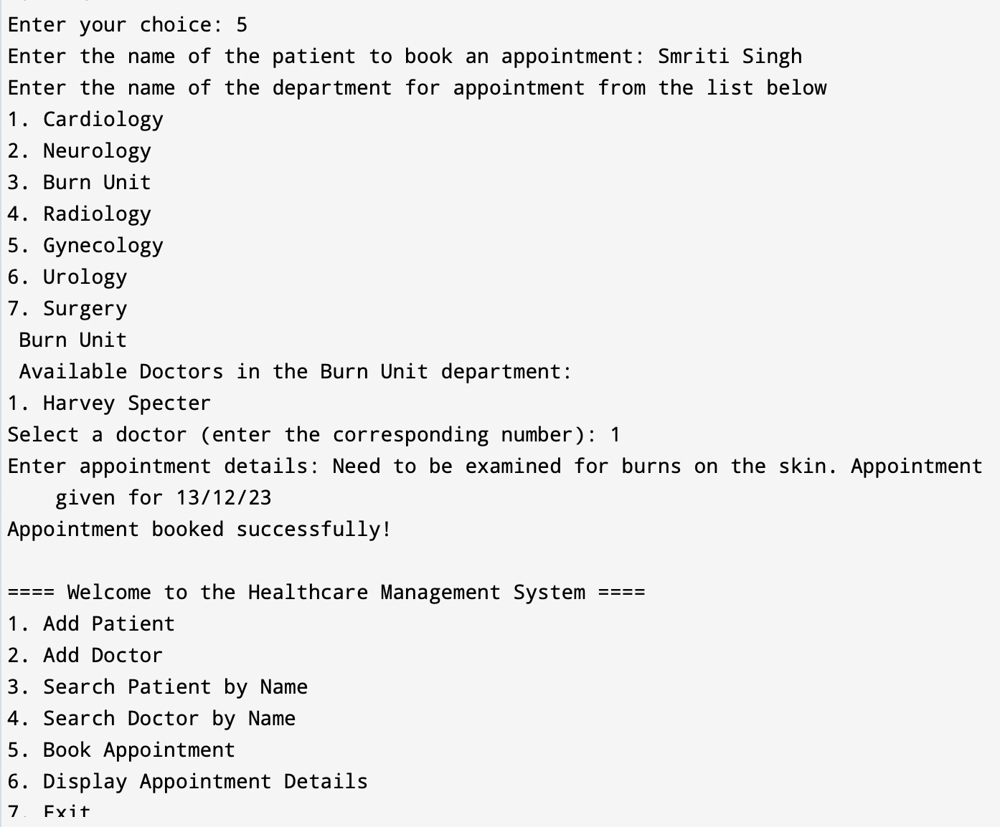 Enter your choice: 5
Enter the name of the patient to book an appointment: Smriti Singh
Enter the name of the department for appointment from the list below
1. Cardiology
2. Neurology
3. Burn Unit
4. Radiology
5. Gynecology
6. Urology
7. Surgery
Burn Unit
Available Doctors in the Burn Unit department:
1. Harvey Specter
Select a doctor (enter the corresponding number): 1
Enter appointment details: Need to be examined for burns on the skin. Appointment
given for 13/12/23
Appointment booked successfully!
==== Welcome to the Healthcare Management System ====
1. Add Patient
2. Add Doctor
3. Search Patient by Name
4. Search Doctor by Name
5. Book Appointment
6. Display Appointment Details
7. Exit